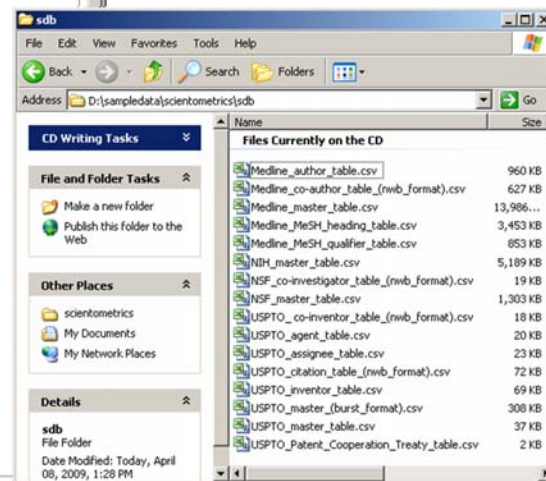 sdb
File Edit View Favorites Tools Help
Back Search Folders
Address D:\sampledata\scientometrics\sdb Go
CD Writing Tasks
File and Folder Tasks
Make a new folder
Publish this folder to the
Web
Other Places
scientometrics
My Documents
My Network Places
Details
sdb
File Folder
Date Modified: Today, April
08, 2009, 1:28 PM
Name Size
Files Currently on the CD
Medline_author_table.csv 960 KB
Medline_co-author_table_(nwb_format).csv 627 KB
Medline_master_table.csv 13,986...
Medline_MeSH_heading_table.csv 3,453 KB
Medline_MeSH_qualifier_table.csv 853 KB
NIH_master_table.csv 5,189 KB
NSF_co-investigator_table_(nwb_format).csv 19 KB
NSF_master_table.csv 1,303 KB
USPTO_co-inventor_table_(nwb_format).csv 18 KB
USPTO_agent_table.csv 20 KB
USPTO_assignee_table.csv 23 KB
USPTO_citation_table_(nwb_format).csv 72 KB
USPTO_inventor_table.csv 69 KB
USPTO_master_(burst_format).csv 308 KB
USPTO_master_table.csv 37 KB
USPTO_Patent_Cooperation_Treaty_table.csv 2 KB